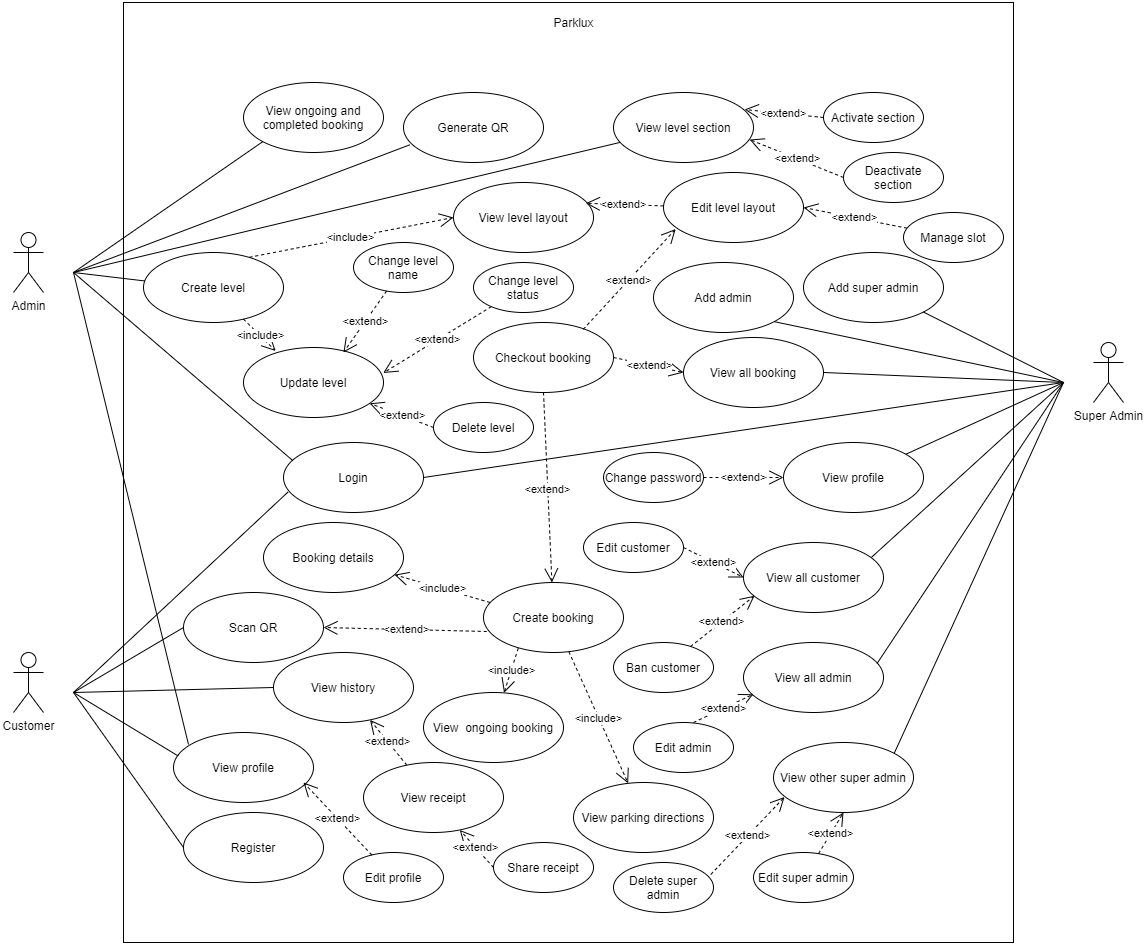 Parklux
View ongoing and
completed booking
Generate QR
View level section
<extend>
Activate section
<extend>
Deactivate
section
View level layout
<extend>
Edit level layout
<extend>
Manage slot
<include>
Admin
Create level
Change level
name
Change level
status
<extend>
Add admin
Add super admin
<include>
<extend>
<extend>
Checkout booking
<extend>
View all booking
Update level
<extend>
Delete level
Super Admin
Login
<extend>
Change password
<extend>
View profile
Booking details
<include>
Edit customer
<extend>
View all customer
Scan QR
<extend>
Create booking
<extend>
Ban customer
View history
<include>
View all admin
Customer
<extend>
View  ongoing booking
<include>
<extend>
Edit admin
View profile
View receipt
View other super admin
<extend>
View parking directions
<extend>
<extend>
Register
<extend>
Share receipt
Edit profile
Delete super
admin
Edit super admin